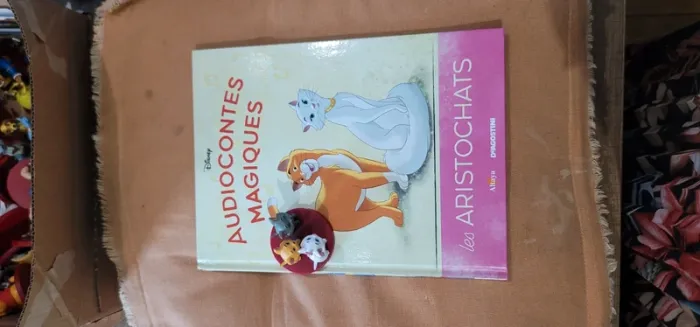 Disney
AUDIOCONTES
MAGIQUES
les ARISTOCHATS
Altaya
DeAGOSTINI